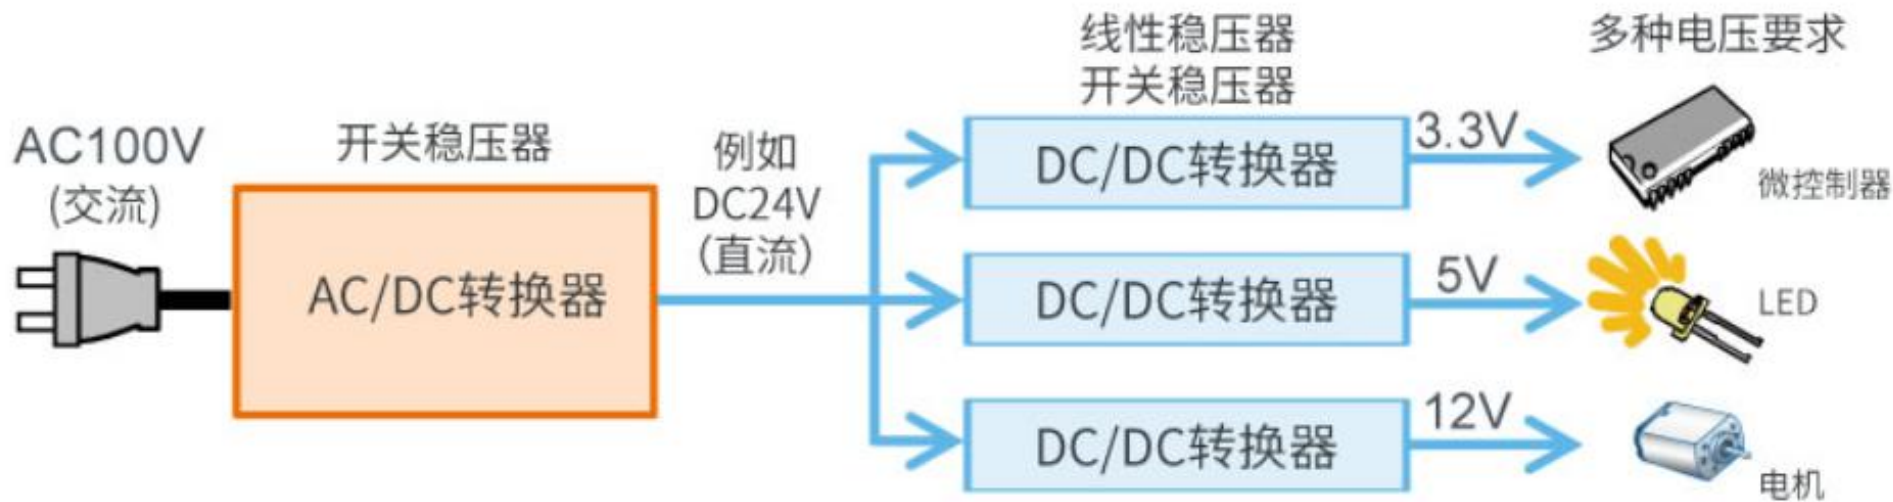 AC100V
(交流)
开关稳压器
AC/DC转换器
例如
DC24V
(直流)
线性稳压器
开关稳压器
DC/DC转换器
DC/DC转换器
DC/DC转换器
3.3V
5V
12V
多种电压要求
微控制器
LED
电机